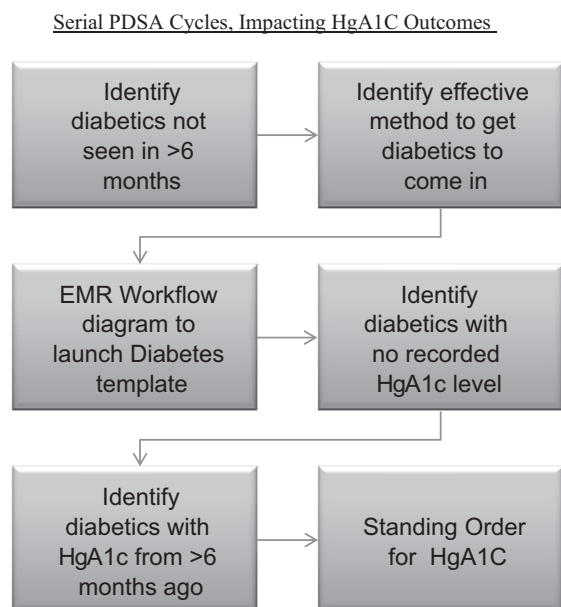 Serial PDSA Cycles, Impacting HgA1C Outcomes
Identify
diabetics not
seen in >6
months
Identify effective
method to get
diabetics to
come in
EMR Workflow
diagram to
launch Diabetes
template
Identify
diabetics with
no recorded
HgA1c level
Identify
diabetics with
HgA1c from >6
months ago
Standing Order
for HgA1C